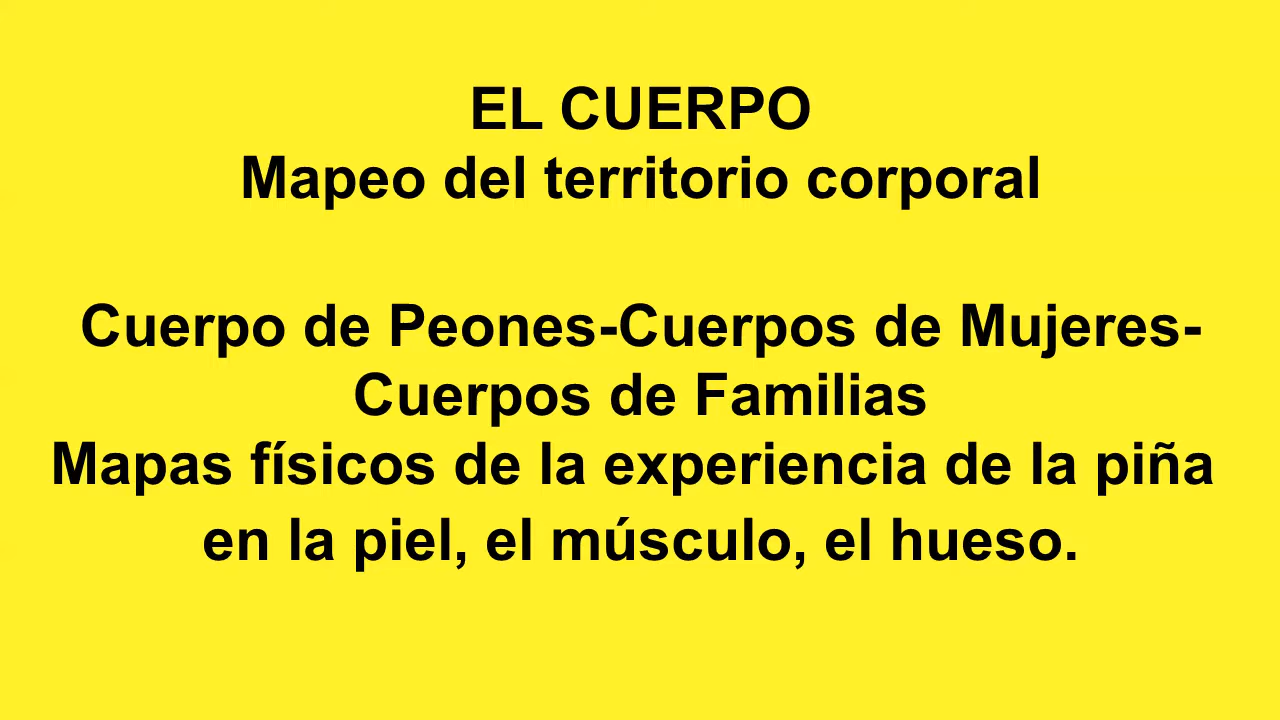 EL CUERPO
Mapeo del territorio corporal
Cuerpo de Peones-Cuerpos de Mujeres-
Cuerpos de Familias
Mapas físicos de la experiencia de la piña
en la piel, el músculo, el hueso.